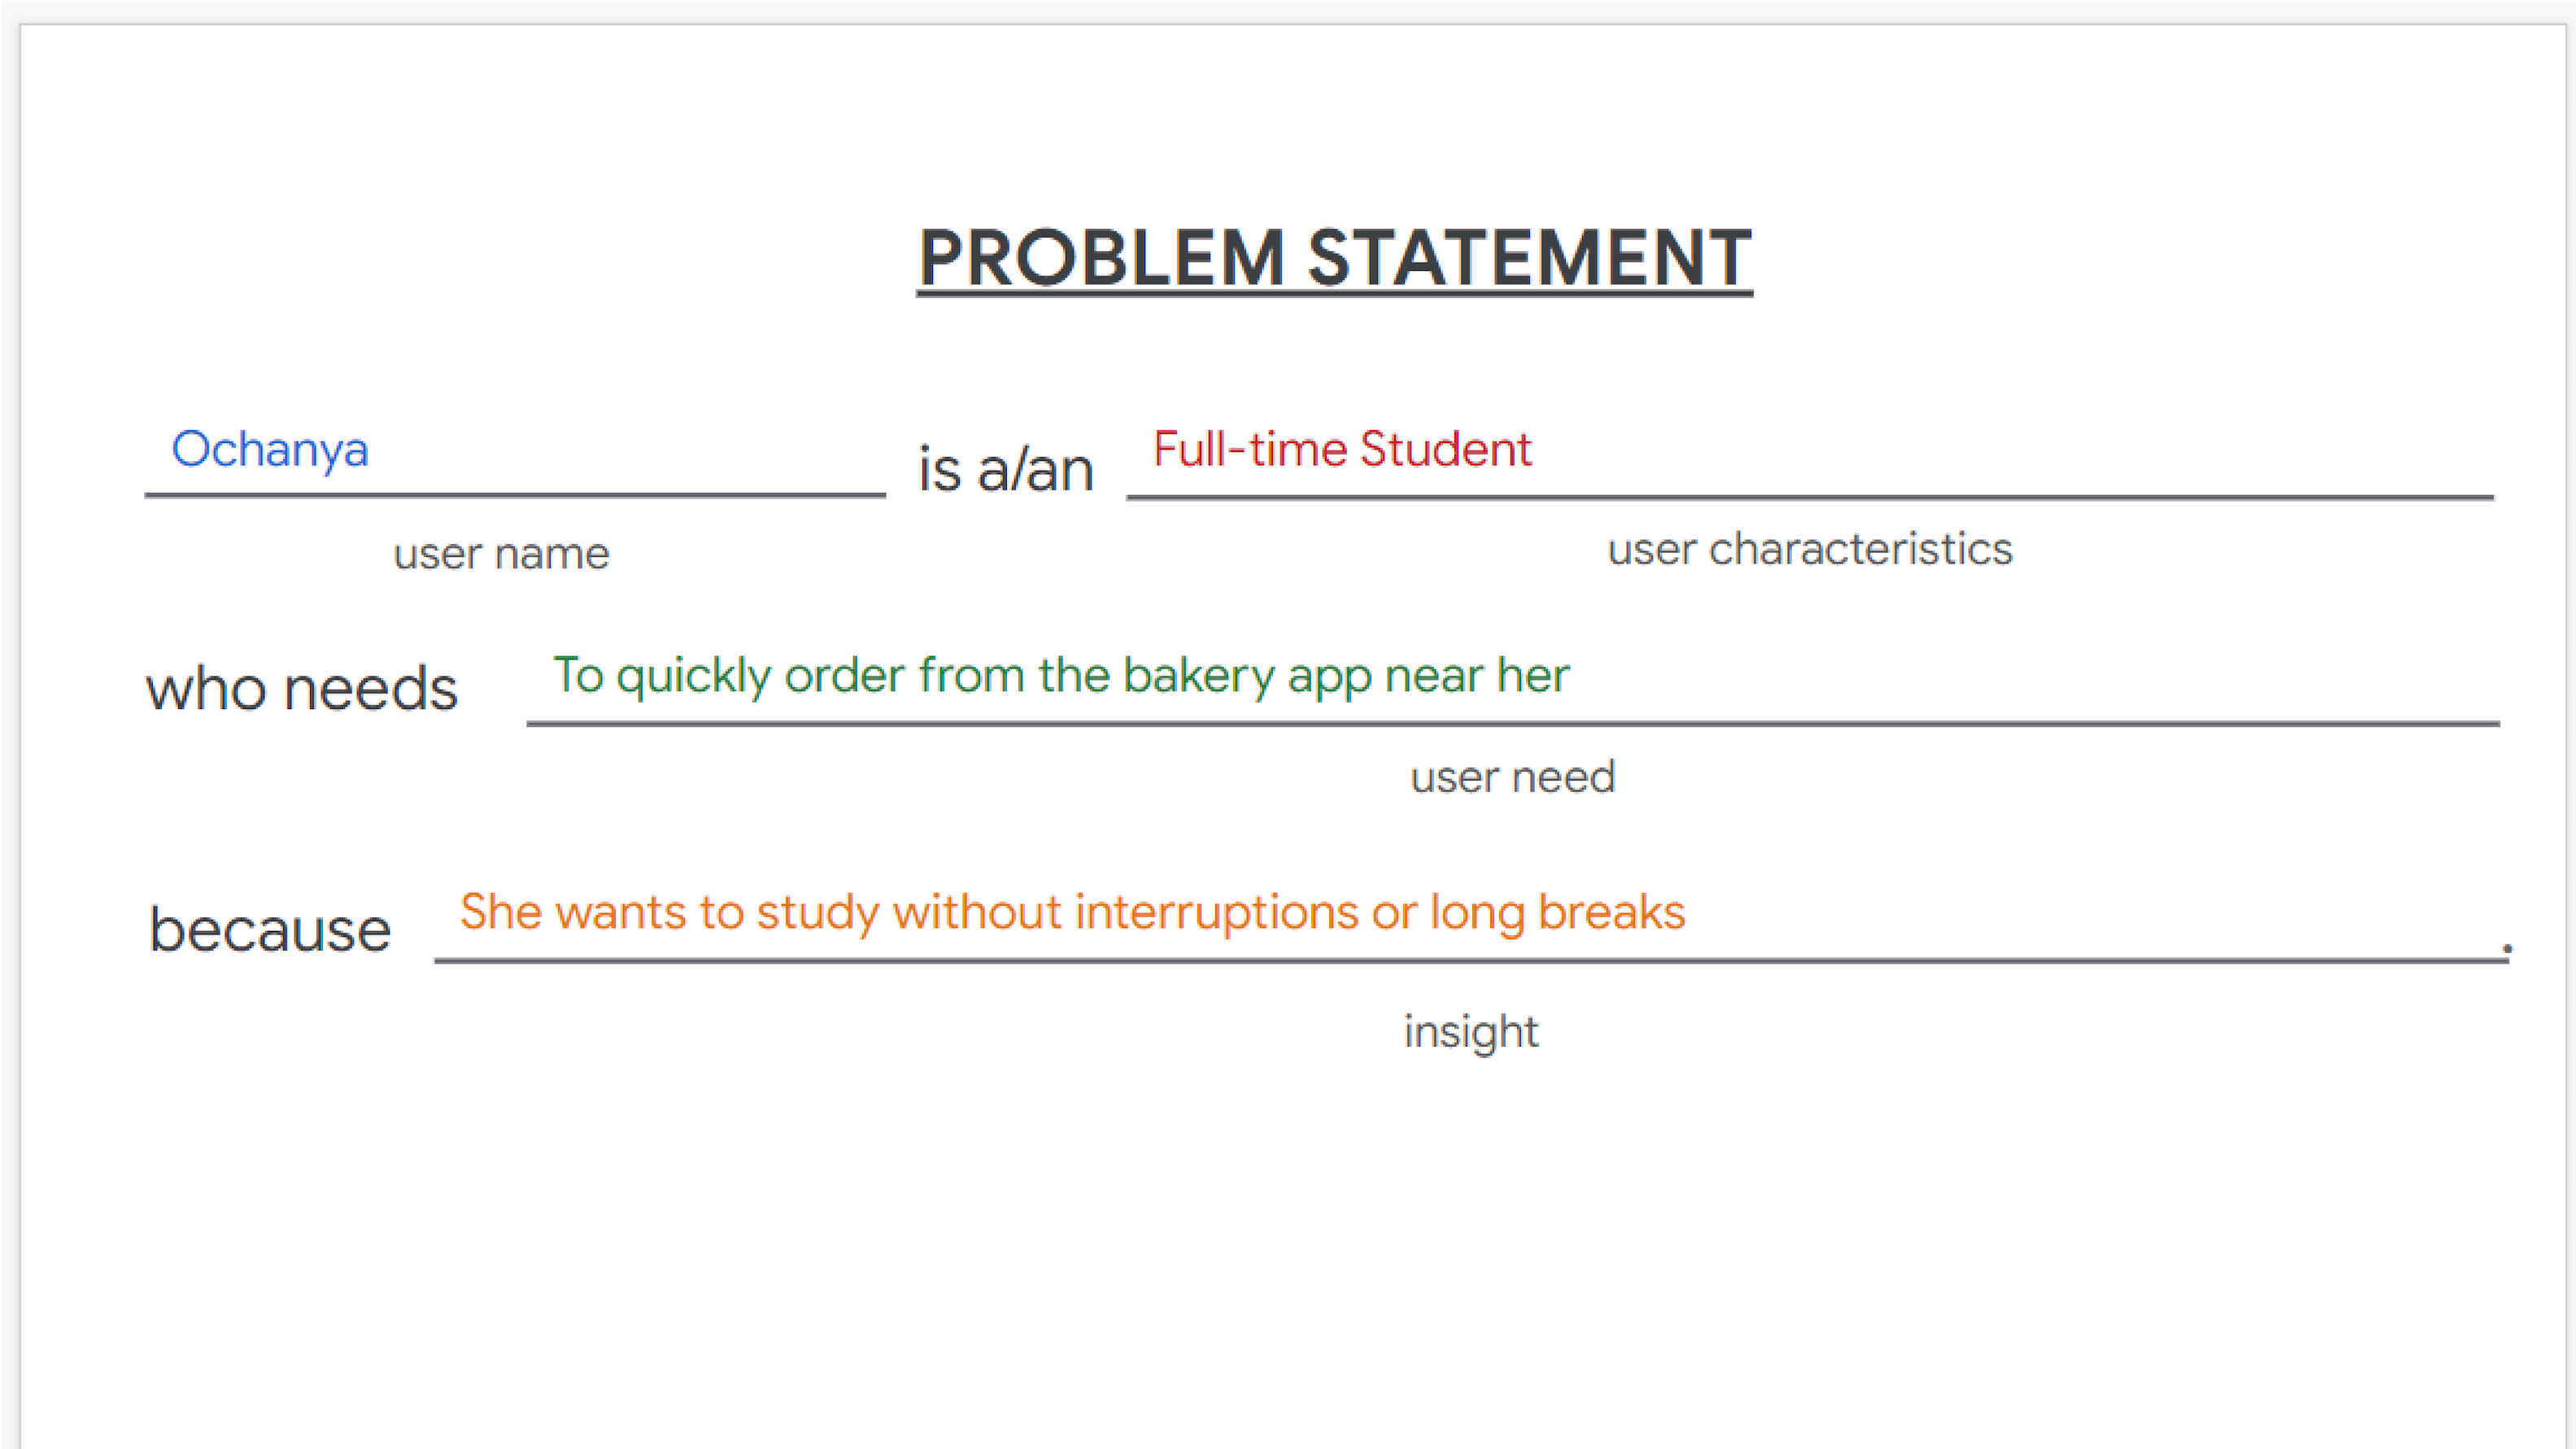 PROBLEM STATEMENT
Ochanya is a/an Full-time Student
user name user characteristics
who needs To quickly order from the bakery app near her
user need
because She wants to study without interruptions or long breaks .
insight